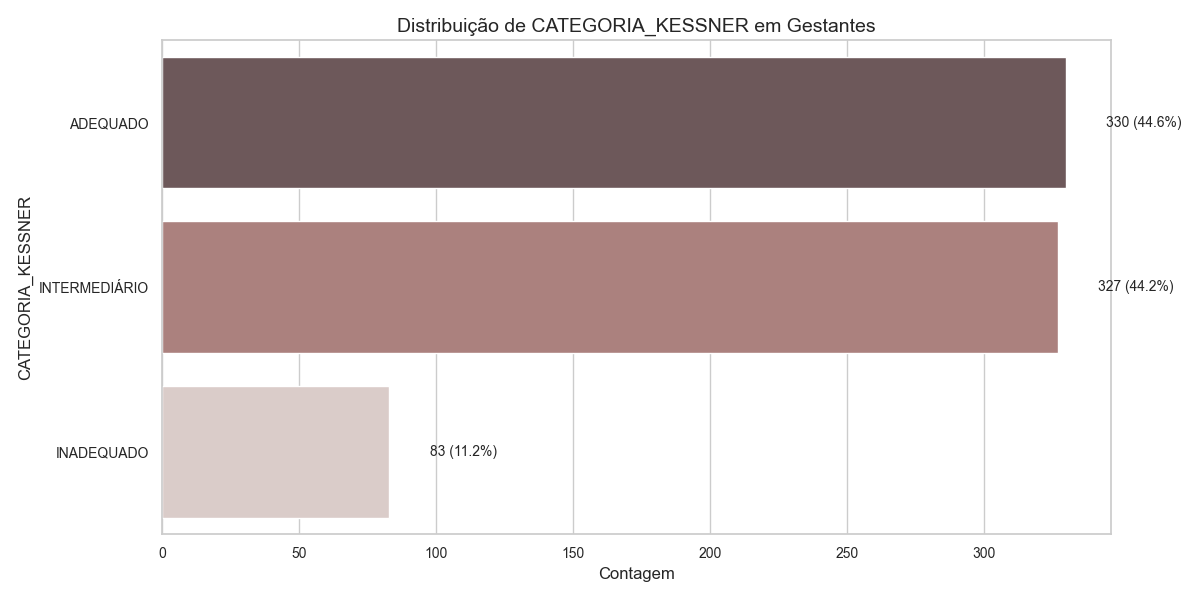 Distribuição de CATEGORIA_KESSNER em Gestantes
CATEGORIA_KESSNER
ADEQUADO
330 (44.6%)
INTERMEDIÁRIO
327 (44.2%)
INADEQUADO
83 (11.2%)
0 50 100 150 200 250 300
Contagem